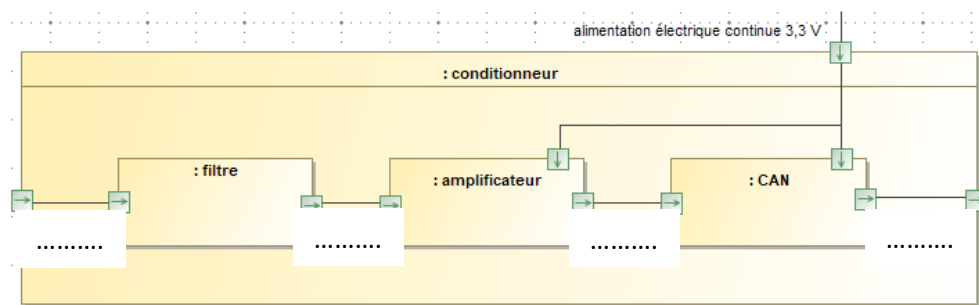 alimentation électrique continue 3,3 V
: conditionneur
: filtre
: amplificateur
: CAN
.......... .......... .......... ..........